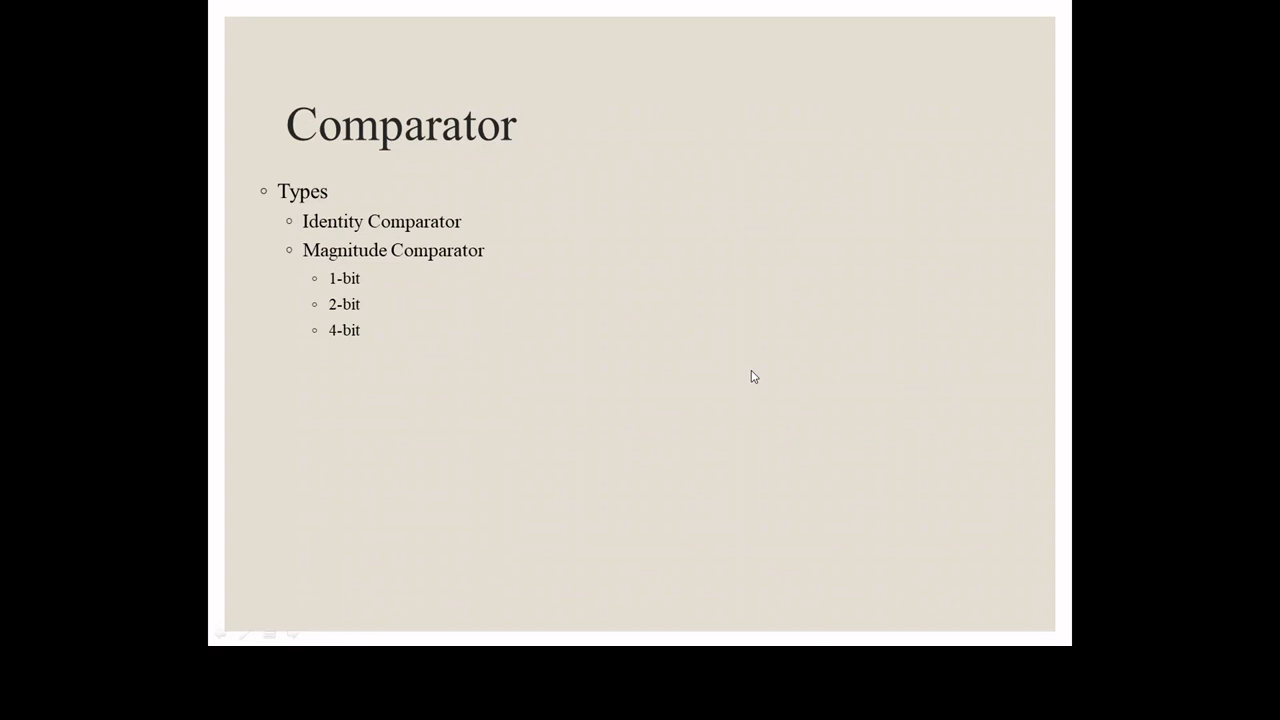 Comparator
Types
Identity Comparator
Magnitude Comparator
1-bit
2-bit
4-bit